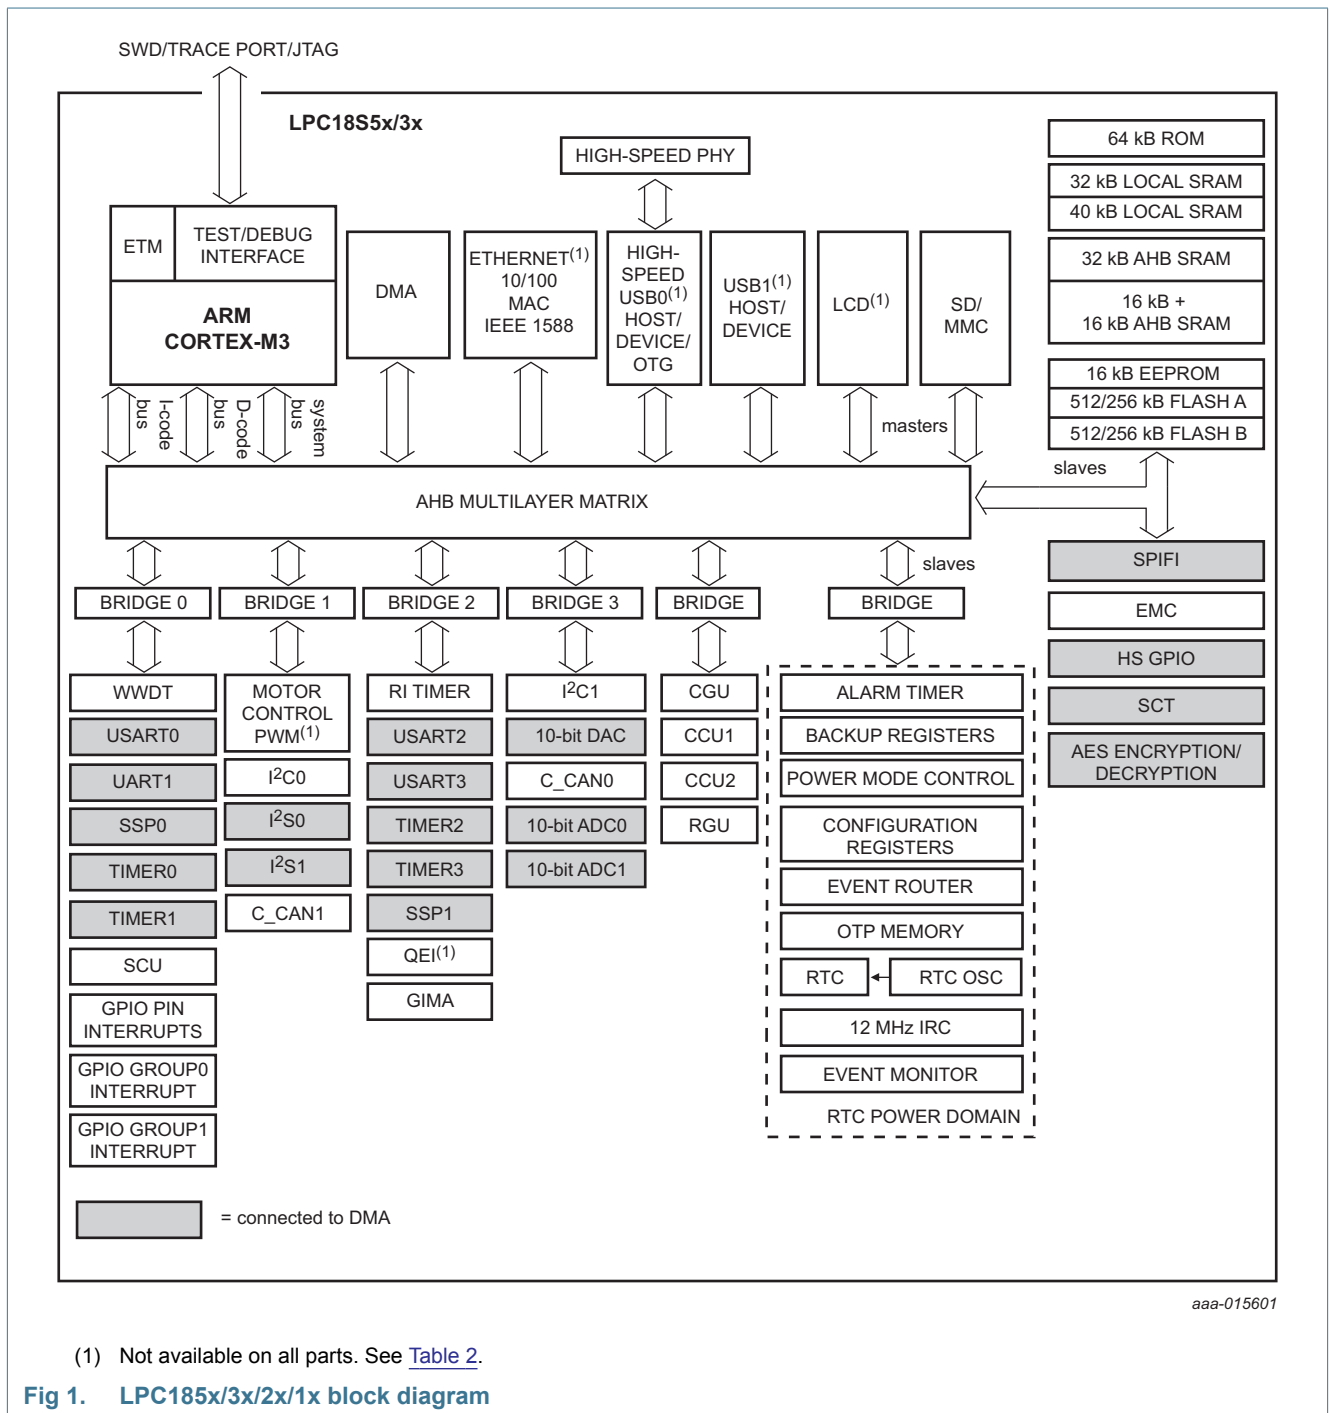 SWD/TRACE PORT/JTAG
LPC18S5x/3x
HIGH-SPEED PHY
ETM
TEST/DEBUG
INTERFACE
ARM
CORTEX-M3
DMA
ETHERNET(1)
10/100
MAC
IEEE 1588
HIGH-
SPEED
USB0(1)
HOST/
DEVICE/
OTG
USB1(1)
HOST/
DEVICE
LCD(1)
SD/
MMC
64 kB ROM
32 kB LOCAL SRAM
40 kB LOCAL SRAM
32 kB AHB SRAM
16 kB +
16 kB AHB SRAM
16 kB EEPROM
512/256 kB FLASH A
512/256 kB FLASH B
I-code
bus
D-code
bus
system
bus
masters
slaves
AHB MULTILAYER MATRIX
slaves
BRIDGE 0
BRIDGE 1
BRIDGE 2
BRIDGE 3
BRIDGE
BRIDGE
SPIFI
EMC
HS GPIO
SCT
AES ENCRYPTION/
DECRYPTION
WWDT
USART0
UART1
SSP0
TIMER0
TIMER1
SCU
GPIO PIN
INTERRUPTS
GPIO GROUP0
INTERRUPT
GPIO GROUP1
INTERRUPT
MOTOR
CONTROL
PWM(1)
I2C0
I2S0
I2S1
C_CAN1
RI TIMER
USART2
USART3
TIMER2
TIMER3
SSP1
QEI(1)
GIMA
I2C1
10-bit DAC
C_CAN0
10-bit ADC0
10-bit ADC1
CGU
CCU1
CCU2
RGU
ALARM TIMER
BACKUP REGISTERS
POWER MODE CONTROL
CONFIGURATION
REGISTERS
EVENT ROUTER
OTP MEMORY
RTC
RTC OSC
12 MHz IRC
EVENT MONITOR
RTC POWER DOMAIN
= connected to DMA
aaa-015601
(1) Not available on all parts. See Table 2.
Fig 1. LPC185x/3x/2x/1x block diagram